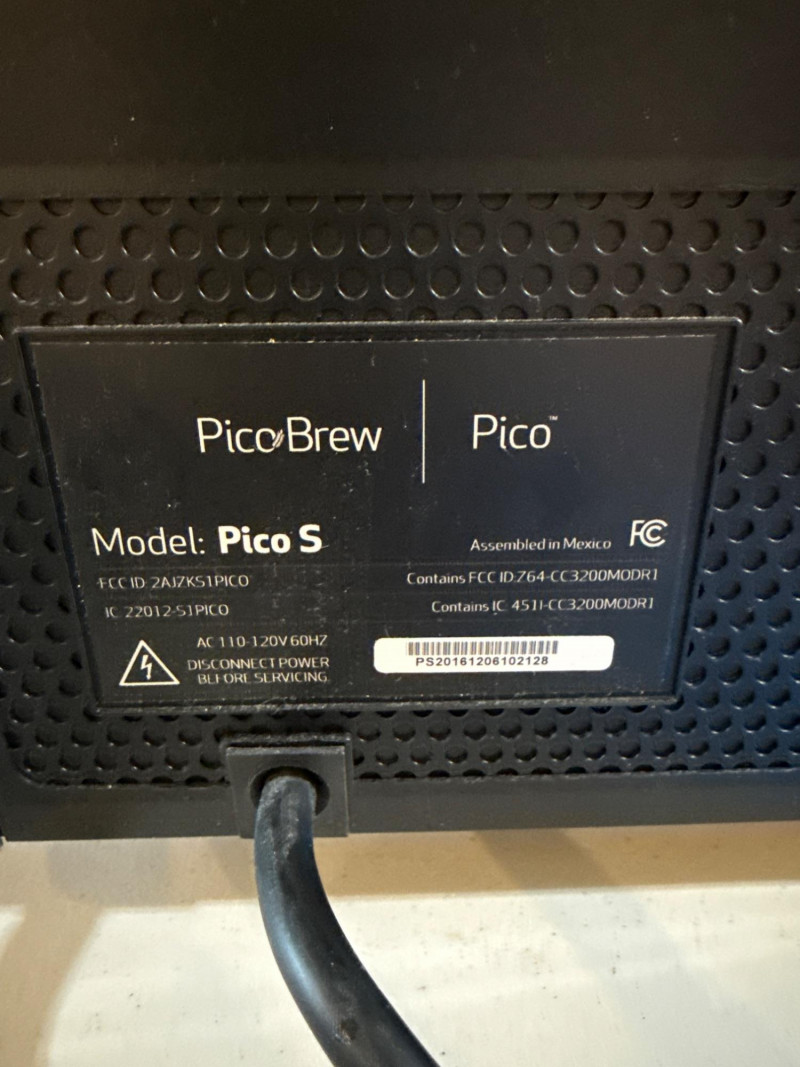 PicoBrew | Pico™
Model: Pico S
Assembled in Mexico FC
FCC ID: 2AJZKS1PICO
Contains FCC ID:Z64-CC3200MODR1
IC: 22012-S1PICO
Contains IC: 451I-CC3200MODR1
AC 110-120V 60HZ
DISCONNECT POWER
BEFORE SERVICING.
PS20161206102128